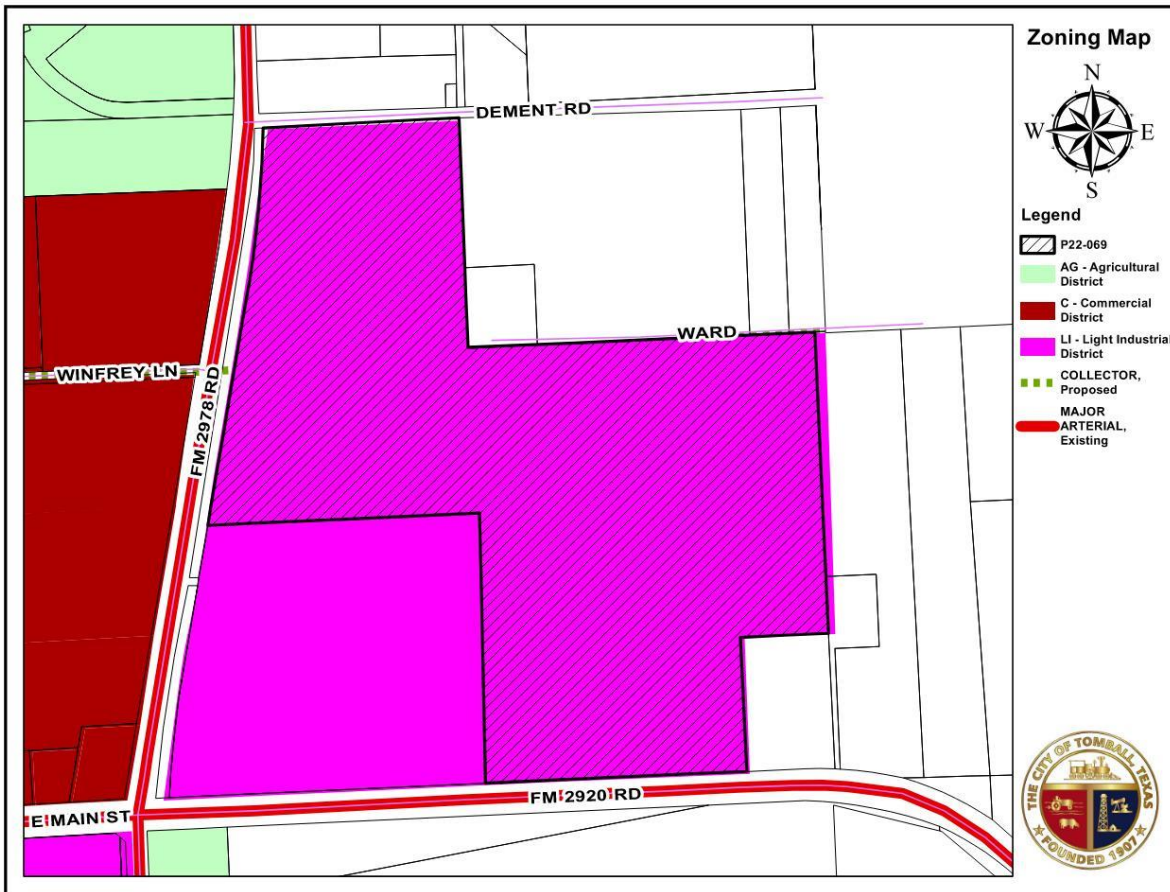 Zoning Map
N
W
E
S
Legend
P22-069
AG - Agricultural
District
C - Commercial
District
LI - Light Industrial
District
COLLECTOR,
Proposed
MAJOR
ARTERIAL,
Existing
DEMENT RD
WARD
WINFREY LN
FM 2978 RD
FM 2920 RD
E MAIN ST
THE CITY OF TOMBALL, TEXAS
FOUNDED 1907